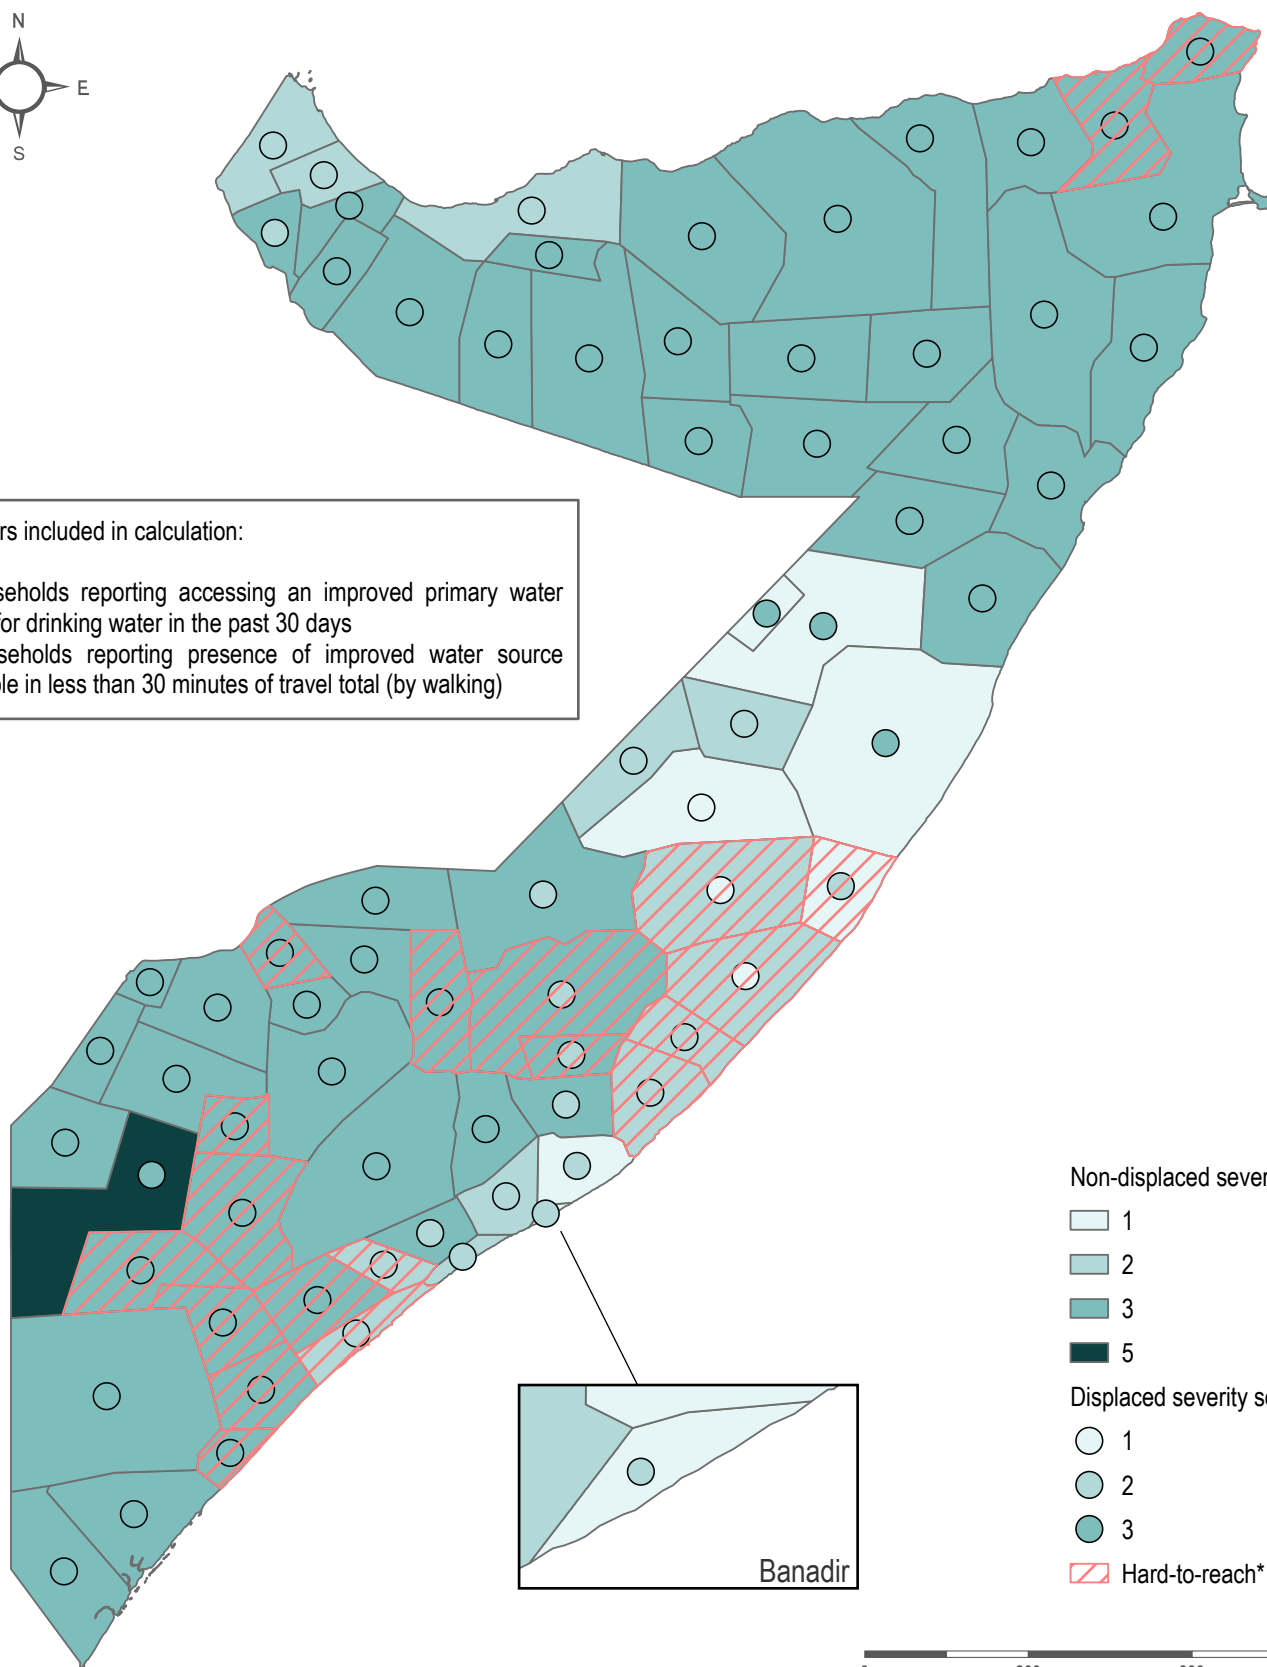 N
E
S
rs included in calculation:
seholds reporting accessing an improved primary water
for drinking water in the past 30 days
seholds reporting presence of improved water source
ble in less than 30 minutes of travel total (by walking)
Non-displaced sever
1
2
3
5
Displaced severity s
1
2
3
Hard-to-reach*
Banadir